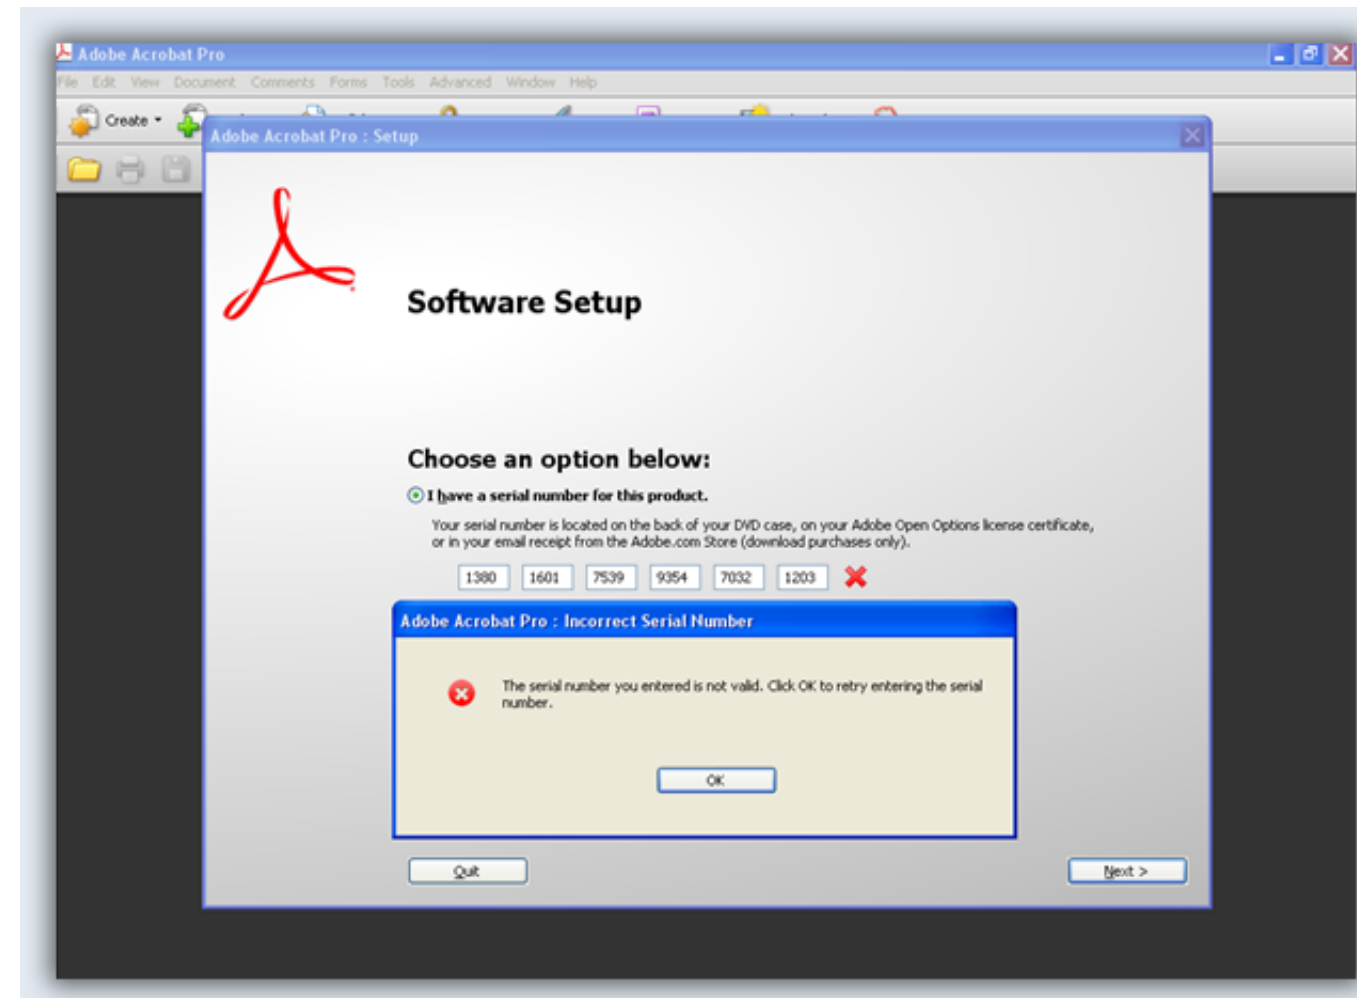 Adobe Acrobat Pro
File Edit View Document Comments Forms Tools Advanced Window Help
Create
Adobe Acrobat Pro : Setup
Software Setup
Choose an option below:
I have a serial number for this product.
Your serial number is located on the back of your DVD case, on your Adobe Open Options license certificate,
or in your email receipt from the Adobe.com Store (download purchases only).
1380 1601 7539 9354 7032 1203
Adobe Acrobat Pro : Incorrect Serial Number
The serial number you entered is not valid. Click OK to retry entering the serial
number.
OK
Quit Next >